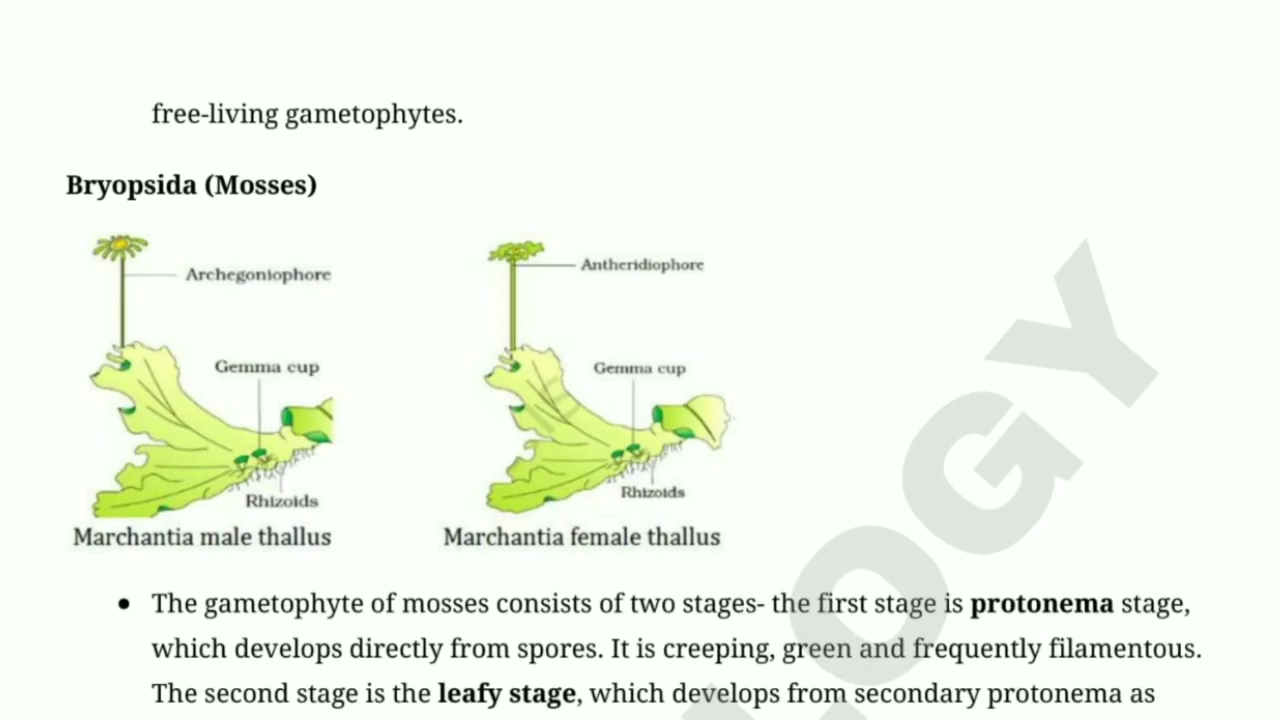 free-living gametophytes.
Bryopsida (Mosses)
Archegoniophore
Gemma cup
Rhizoids
Marchantia male thallus
Antheridiophore
Gemma cup
Rhizoids
Marchantia female thallus
The gametophyte of mosses consists of two stages- the first stage is protonema stage,
which develops directly from spores. It is creeping, green and frequently filamentous.
The second stage is the leafy stage, which develops from secondary protonema as
LOGY